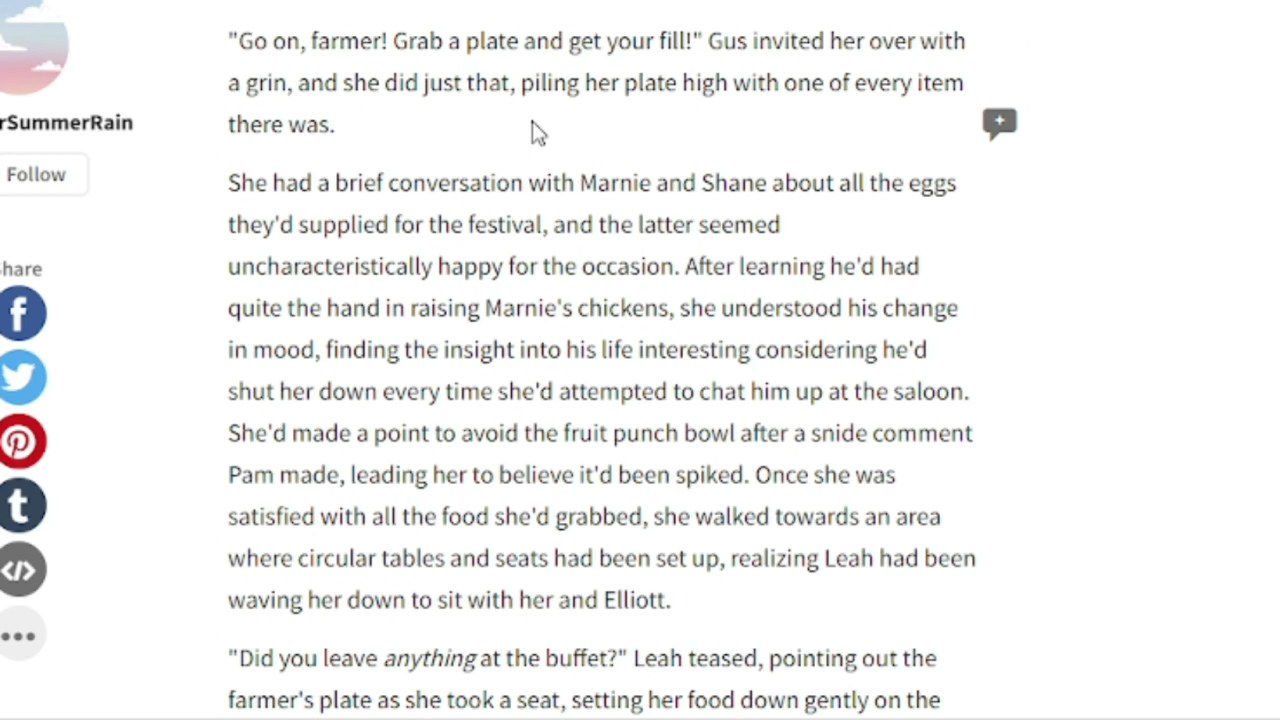 "Go on, farmer! Grab a plate and get your fill!" Gus invited her over with
a grin, and she did just that, piling her plate high with one of every item
there was.
rSummerRain
Follow
She had a brief conversation with Marnie and Shane about all the eggs
they'd supplied for the festival, and the latter seemed
uncharacteristically happy for the occasion. After learning he'd had
quite the hand in raising Marnie's chickens, she understood his change
in mood, finding the insight into his life interesting considering he'd
shut her down every time she'd attempted to chat him up at the saloon.
She'd made a point to avoid the fruit punch bowl after a snide comment
Pam made, leading her to believe it'd been spiked. Once she was
satisfied with all the food she'd grabbed, she walked towards an area
where circular tables and seats had been set up, realizing Leah had been
waving her down to sit with her and Elliott.
hare
"Did you leave anything at the buffet?" Leah teased, pointing out the
farmer's plate as she took a seat, setting her food down gently on the